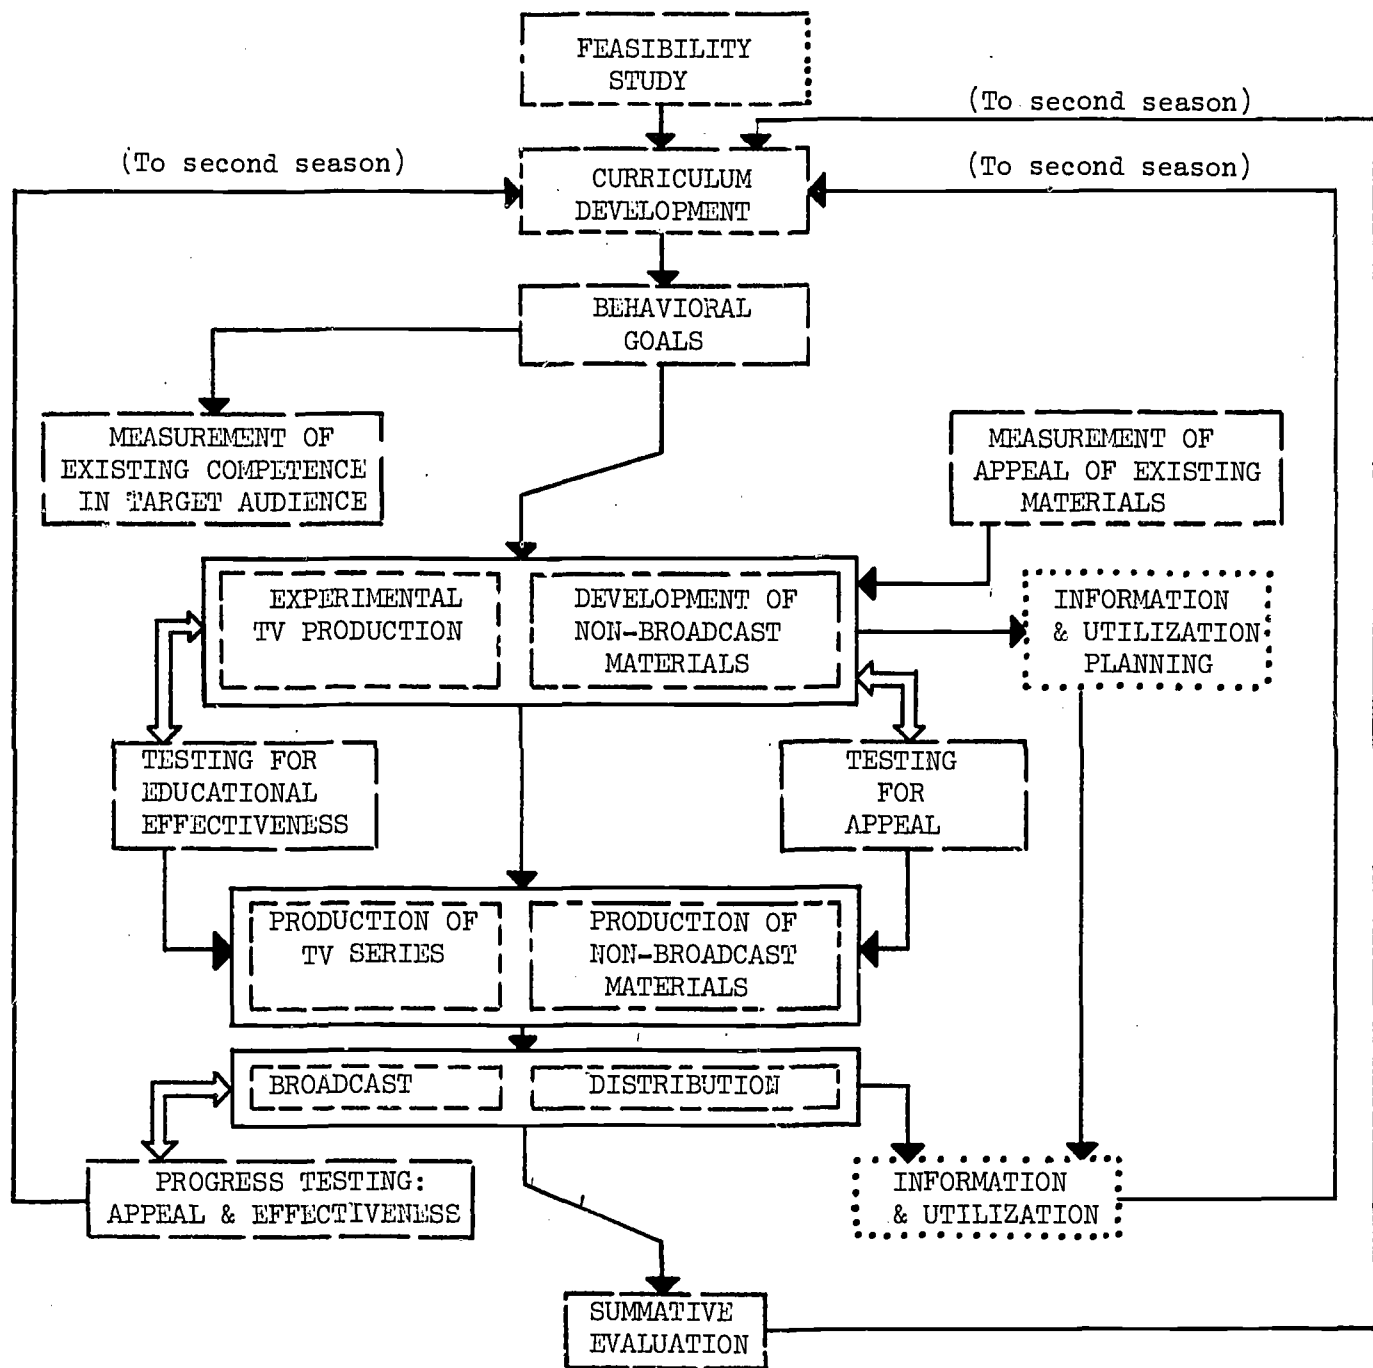 FEASIBILITY
STUDY
(To second season)
(To second season)
(To second season)
CURRICULUM
DEVELOPMENT
BEHAVIORAL
GOALS
MEASUREMENT OF
EXISTING COMPETENCE
IN TARGET AUDIENCE
MEASUREMENT OF
APPEAL OF EXISTING
MATERIALS
EXPERIMENTAL
TV PRODUCTION
DEVELOPMENT OF
NON-BROADCAST
MATERIALS
INFORMATION
& UTILIZATION
PLANNING
TESTING FOR
EDUCATIONAL
EFFECTIVENESS
TESTING
FOR
APPEAL
PRODUCTION OF
TV SERIES
PRODUCTION OF
NON-BROADCAST
MATERIALS
BROADCAST
DISTRIBUTION
PROGRESS TESTING:
APPEAL & EFFECTIVENESS
INFORMATION
& UTILIZATION
SUMMATIVE
EVALUATION